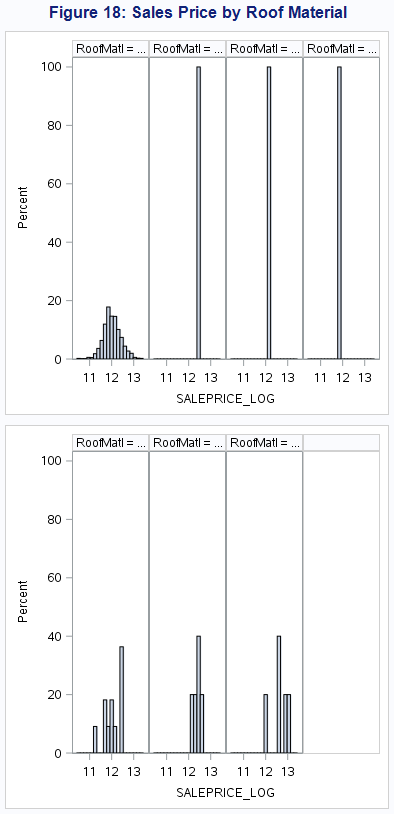 Figure 18: Sales Price by Roof Material
RoofMatl = ... RoofMatl = ... RoofMatl = ... RoofMatl = ...
100
80
60
40
20
0
Percent
11 12 13 11 12 13 11 12 13 11 12 13
SALEPRICE_LOG
RoofMatl = ... RoofMatl = ... RoofMatl = ...
100
80
60
40
20
0
Percent
11 12 13 11 12 13 11 12 13
SALEPRICE_LOG